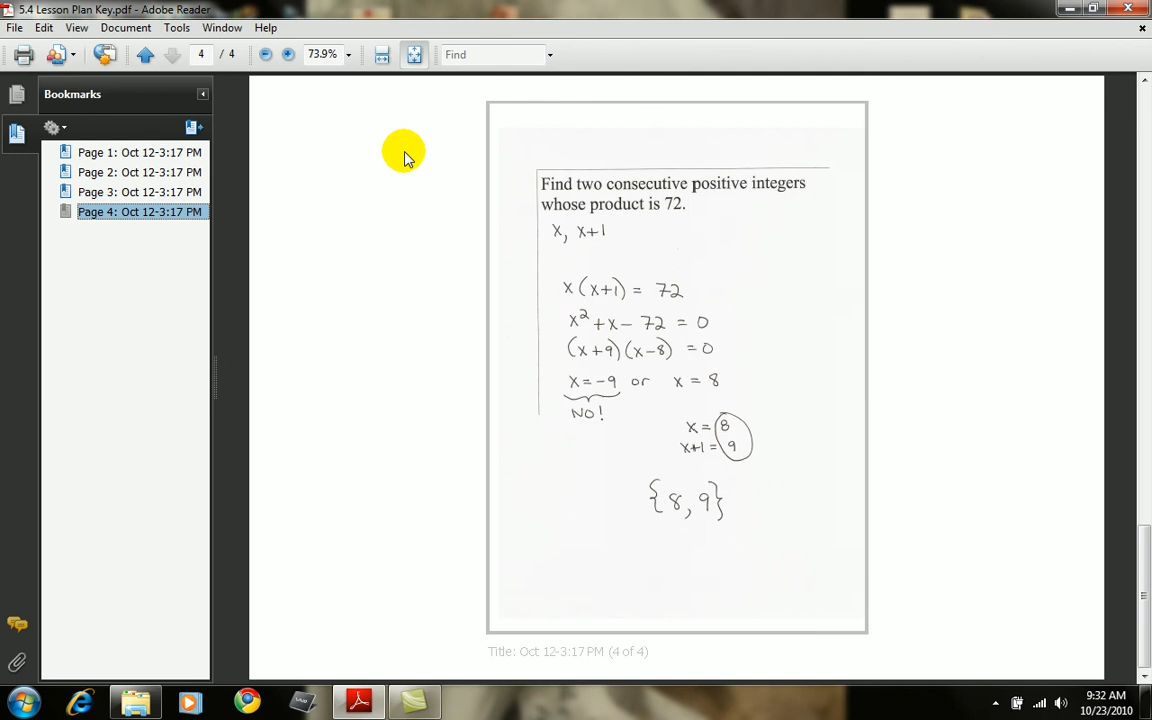 5.4 Lesson Plan Key.pdf - Adobe Reader
File Edit View Document Tools Window Help
4 / 4 73.9% Find
Bookmarks
Page 1: Oct 12-3:17 PM
Page 2: Oct 12-3:17 PM
Page 3: Oct 12-3:17 PM
Page 4: Oct 12-3:17 PM
Find two consecutive positive integers
whose product is 72.
x, x+1
x(x+1) = 72
x² + x - 72 = 0
(x+9)(x-8) = 0
x = -9 or x = 8
NO!
x = 8
x+1 = 9
{8, 9}
Title: Oct 12-3:17 PM (4 of 4)
9:32 AM
10/23/2010